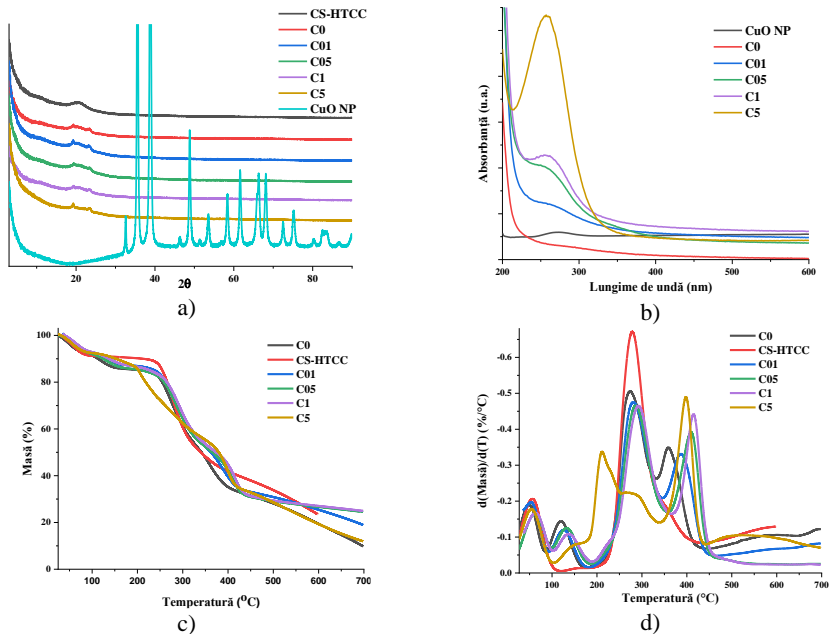 CS-HTCC
C0
C01
C05
C1
C5
CuO NP
20 40 60 80
2θ
a)
Absorbanță (u.a.)
CuO NP
C0
C01
C05
C1
C5
200 300 400 500 600
Lungime de undă (nm)
b)
Masă (%)
100
80
60
40
20
0
C0
CS-HTCC
C01
C05
C1
C5
100 200 300 400 500 600 700
Temperatură (⁰C)
c)
d(Masă)/d(T) (%/°C)
-0.6
-0.5
-0.4
-0.3
-0.2
-0.1
0.0
C0
CS-HTCC
C01
C05
C1
C5
100 200 300 400 500 600 700
Temperatură (°C)
d)